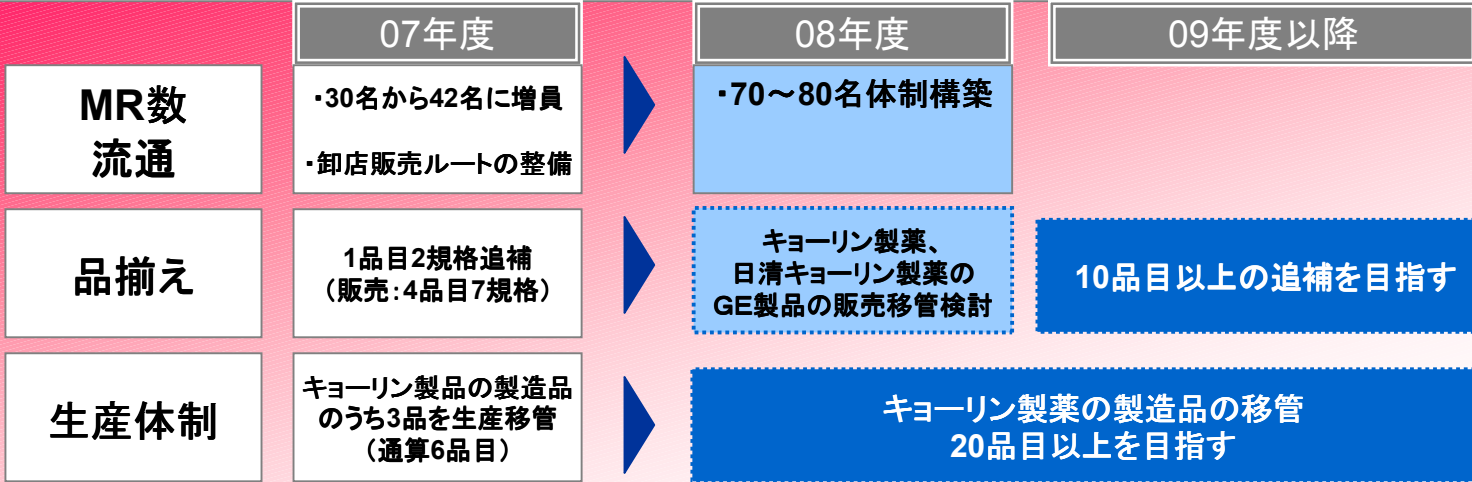 07年度
08年度
09年度以降
MR数
流通
・30名から42名に増員
・卸店販売ルートの整備
・70～80名体制構築
品揃え
1品目2規格追補
（販売：4品目7規格）
キョーリン製薬、
日清キョーリン製薬の
GE製品の販売移管検討
10品目以上の追補を目指す
生産体制
キョーリン製品の製造品
のうち3品を生産移管
（通算6品目）
キョーリン製薬の製造品の移管
20品目以上を目指す